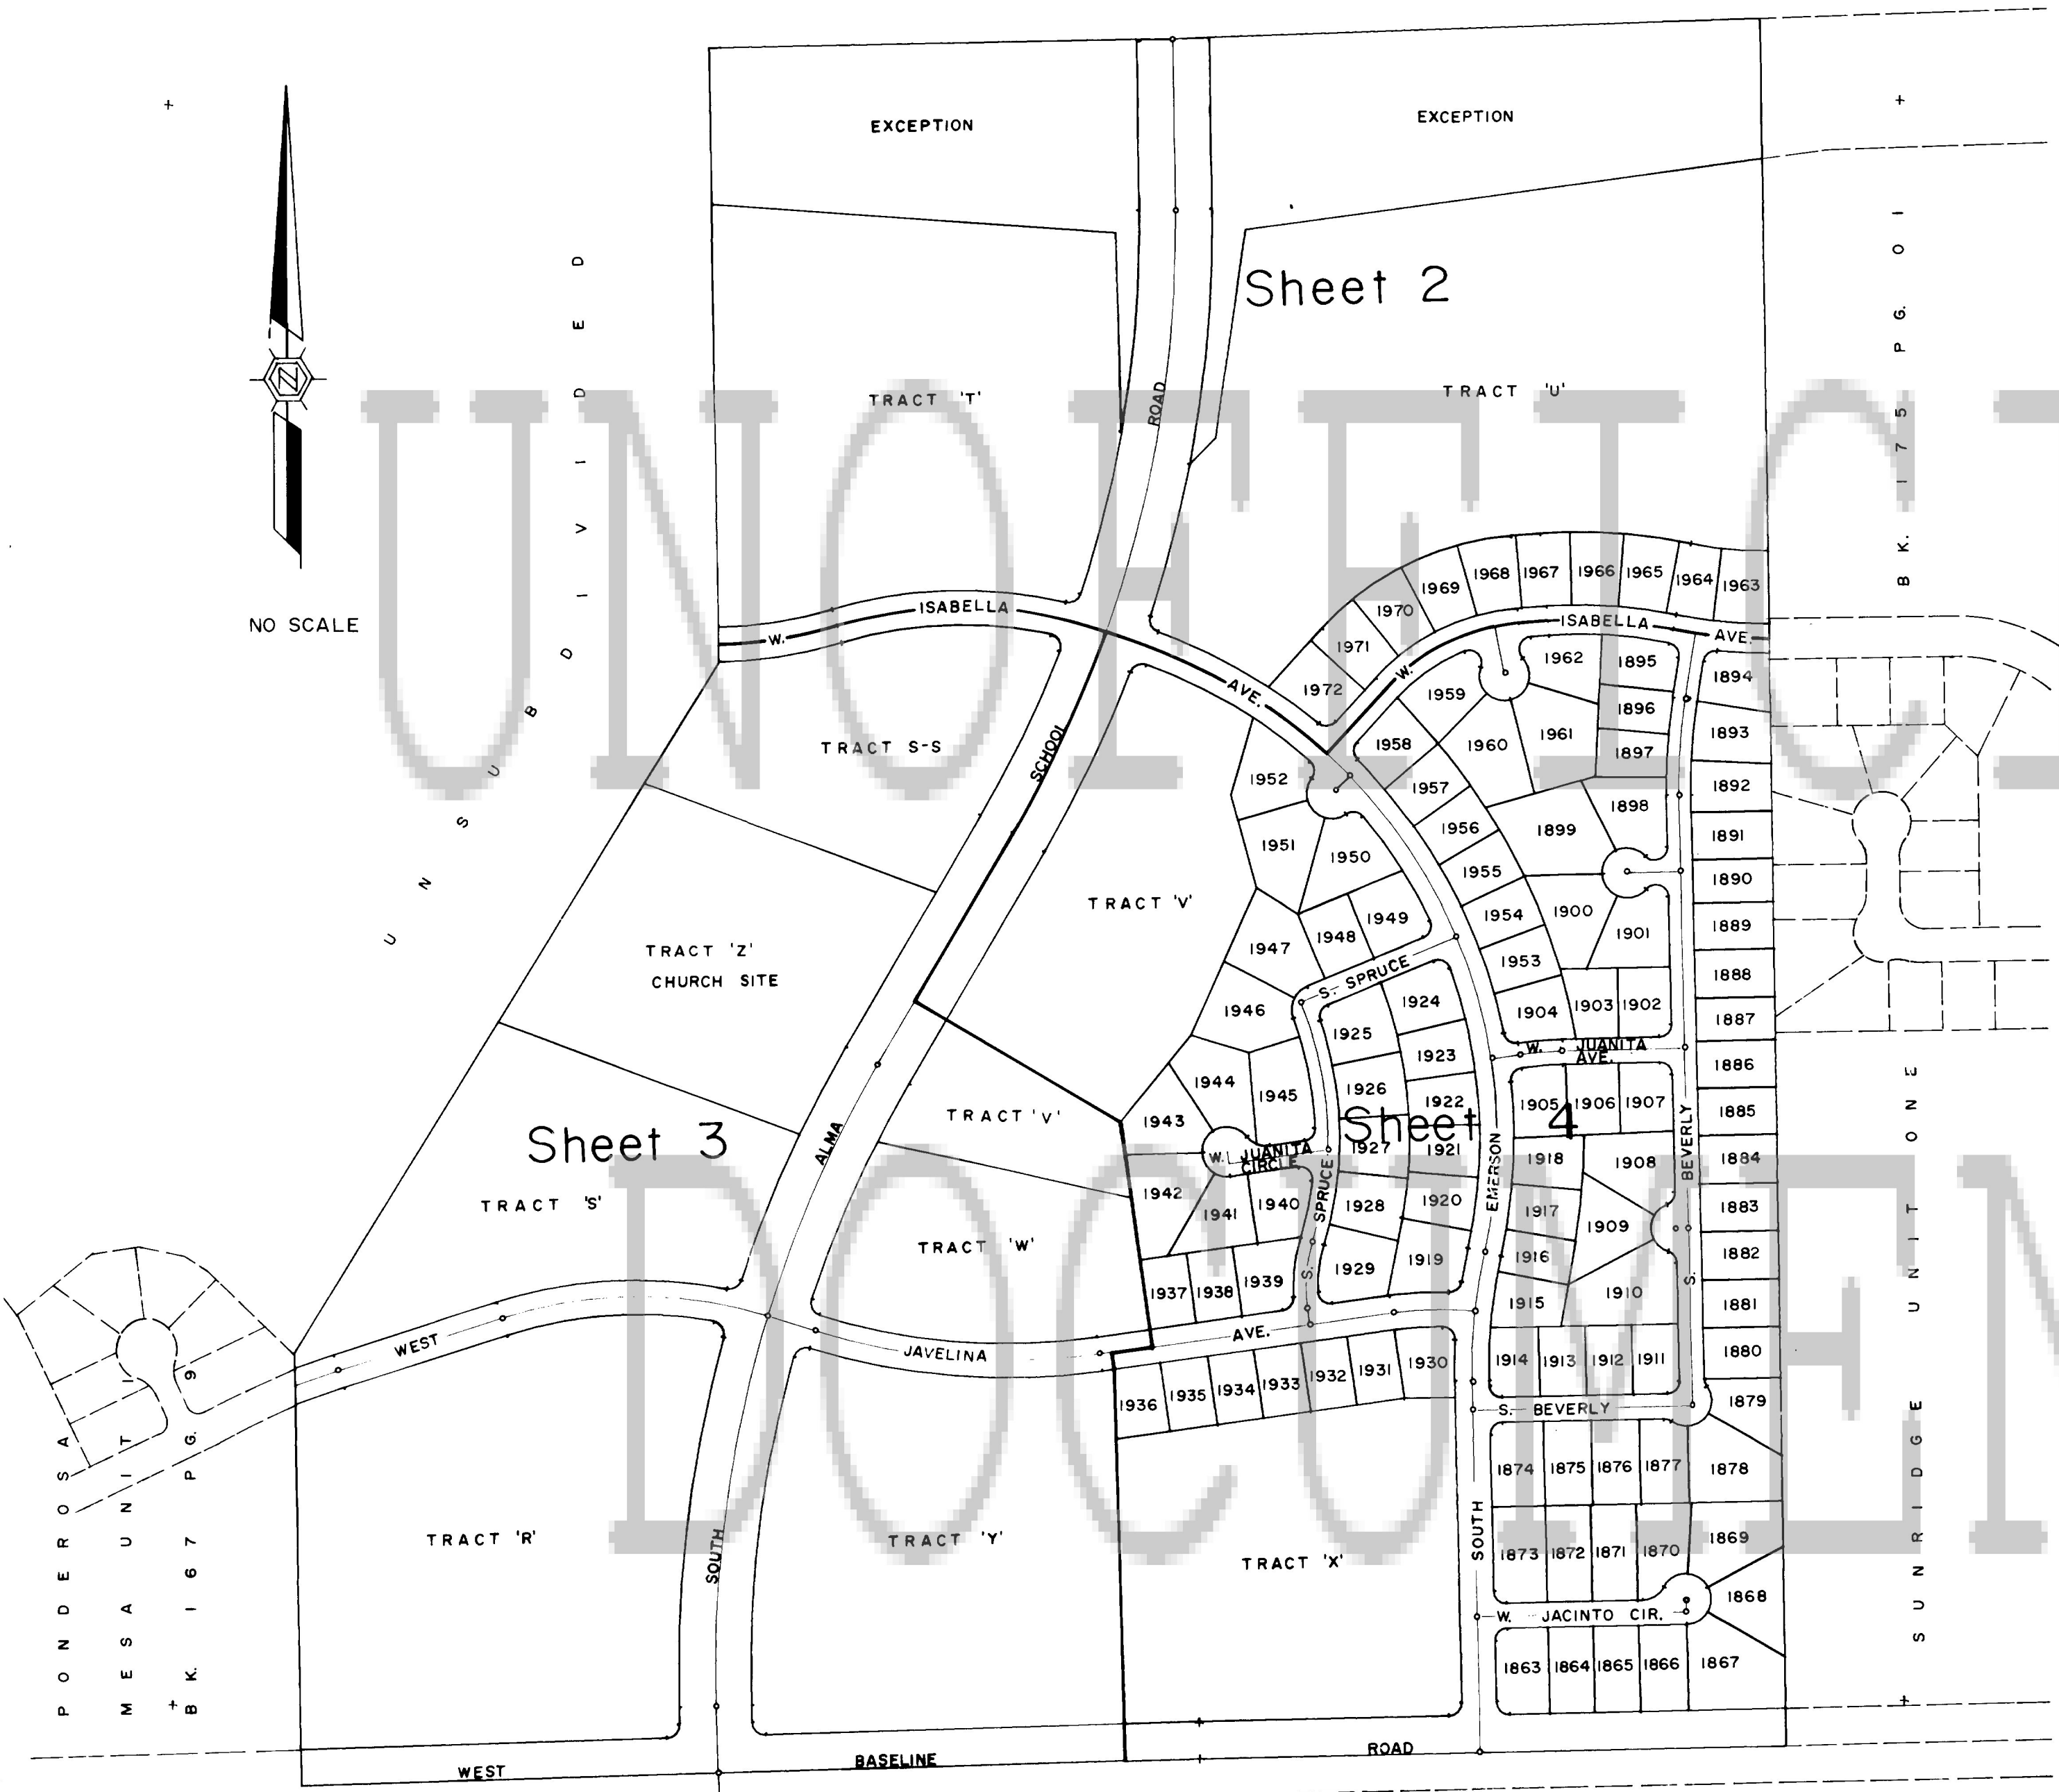 EXCEPTION
EXCEPTION
Sheet 2
TRACT 'T'
ROAD
TRACT 'U'
NO SCALE
N
UNSUBDIVIDED
BK. 175 PG. 01
SUNRIDGE UNIT ONE
W. ISABELLA AVE.
W. ISABELLA AVE.
1972
1971
1970
1969
1968
1967
1966
1965
1964
1963
1962
1895
1894
1896
1893
1897
1961
1960
1959
1958
1957
1956
1955
1954
1953
1892
1898
1899
1891
1890
1900
1901
1889
1888
1887
1904
1903
1902
TRACT S-S
SCHOOL
TRACT 'V'
1952
1951
1950
1949
1948
1947
1946
S. SPRUCE
1924
1925
1923
1926
1922
1927
1921
1928
1920
1929
1919
TRACT 'Z'
CHURCH SITE
W. JUANITA
AVE.
1886
1905
1906
1907
1885
1884
1918
1908
1917
1909
1883
1916
1882
1910
1915
1881
1914
1913
1912
1911
1880
1879
Sheet 3
Sheet 4
TRACT 'V'
ALMA
1944
1945
1943
W. JUANITA
CIRCLE
1942
1941
1940
S. SPRUCE
EMERSON
S. BEVERLY
TRACT 'S'
TRACT 'W'
1937
1938
1939
WEST JAVELINA AVE.
1936
1935
1934
1933
1932
1931
1930
S. BEVERLY
1874
1875
1876
1877
1878
1873
1872
1871
1870
1869
1868
W. JACINTO CIR.
1863
1864
1865
1866
1867
TRACT 'R'
SOUTH
TRACT 'Y'
TRACT 'X'
SOUTH
PONDEROSA
MESA UNIT 1
BK. 167 PG. 9
WEST BASELINE ROAD
UNOFFICI
DOCUMEN